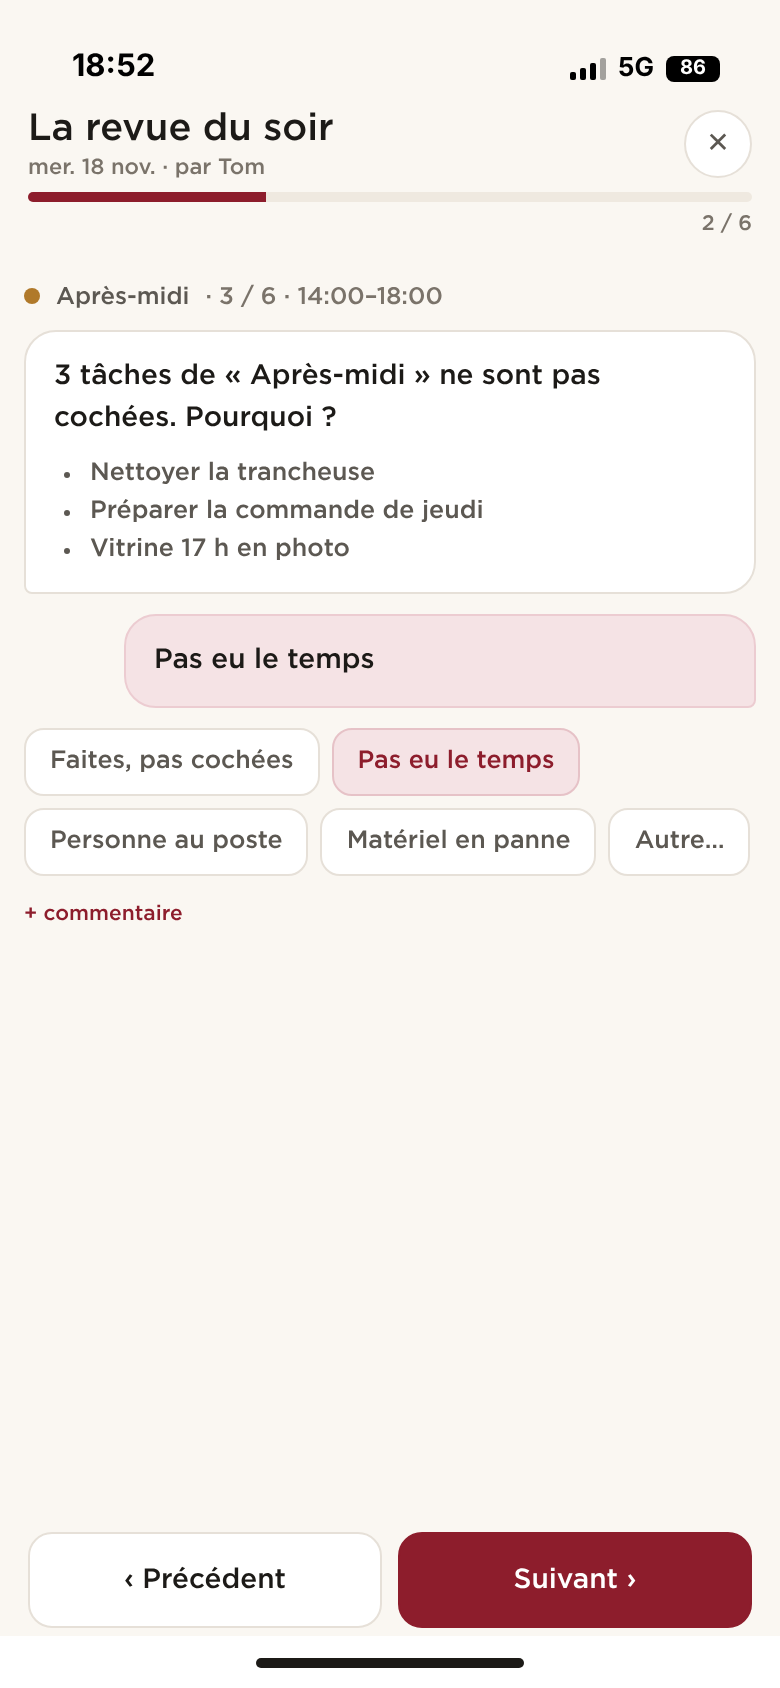 18:52
5G 86
La revue du soir
mer. 18 nov. · par Tom
×
2 / 6
Après-midi · 3 / 6 · 14:00–18:00
3 tâches de « Après-midi » ne sont pas
cochées. Pourquoi ?
• Nettoyer la trancheuse
• Préparer la commande de jeudi
• Vitrine 17 h en photo
Pas eu le temps
Faites, pas cochées
Pas eu le temps
Personne au poste
Matériel en panne
Autre…
+ commentaire
‹ Précédent
Suivant ›